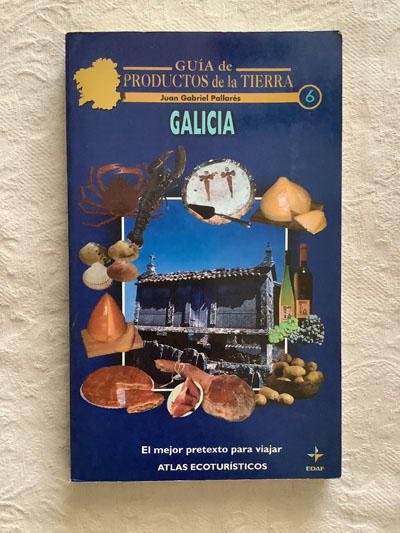 GUÍA de
PRODUCTOS de la TIERRA
Juan Gabriel Pallarés
6
GALICIA
El mejor pretexto para viajar
ATLAS ECOTURÍSTICOS
EDAF